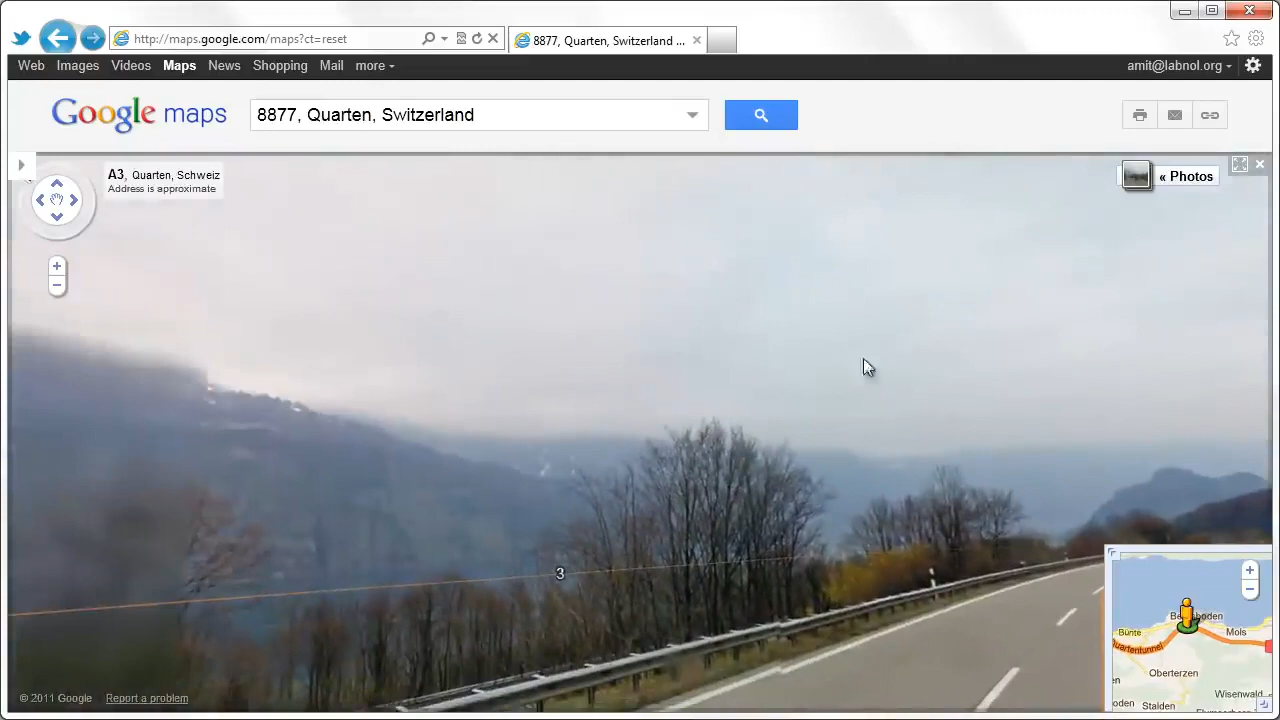 http://maps.google.com/maps?ct=reset
8877, Quarten, Switzerland ...
Web Images Videos Maps News Shopping Mail more
amit@labnol.org
Google maps
8877, Quarten, Switzerland
A3, Quarten, Schweiz
Address is approximate
« Photos
3
Bünte
Mols
Oberterzen
Wiesenwald
Stalden
© 2011 Google
Report a problem